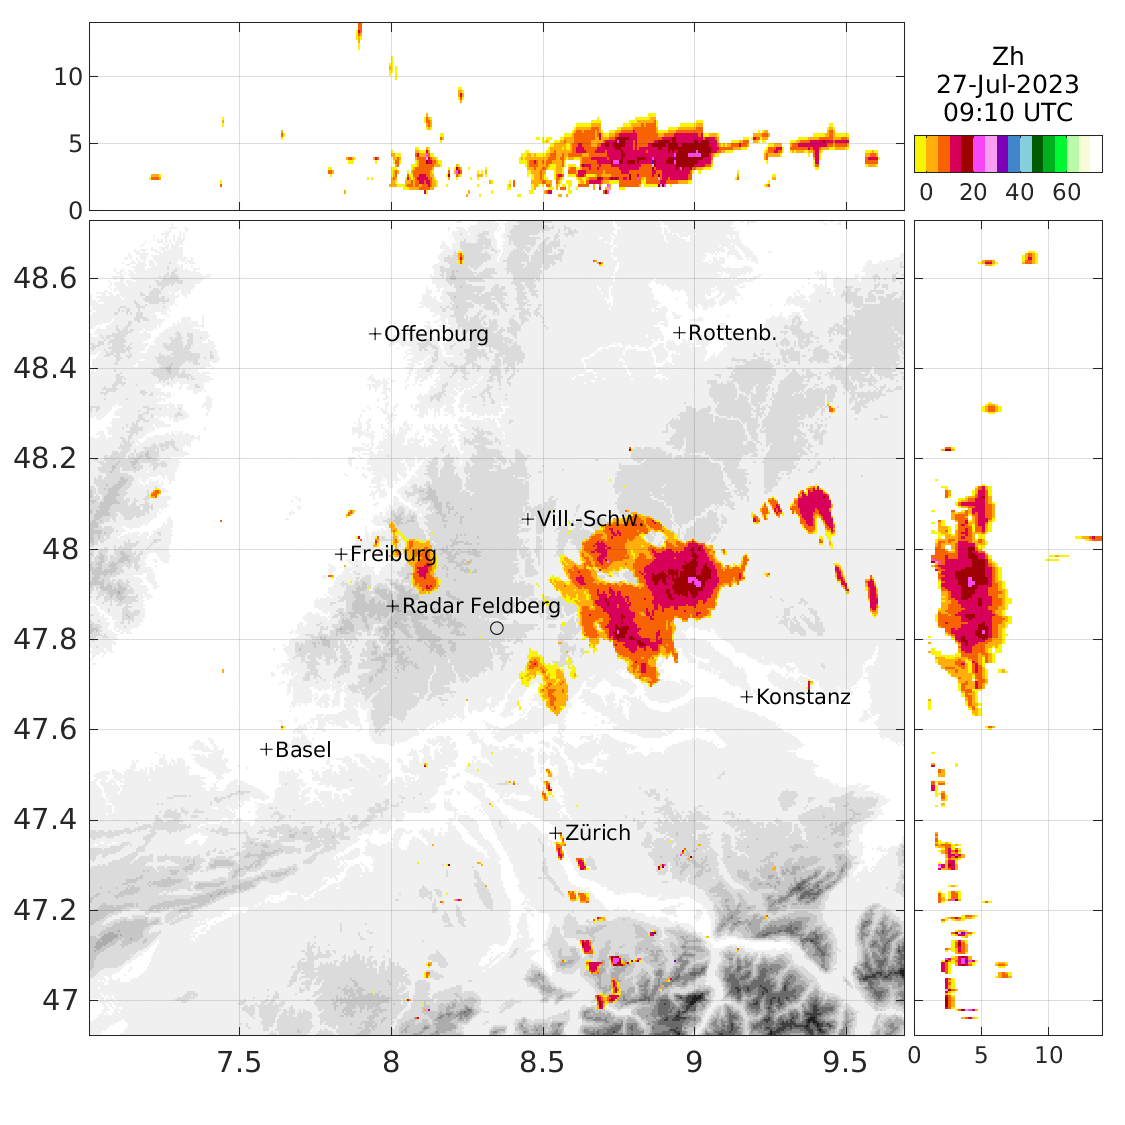 Zh
27-Jul-2023
09:10 UTC
0 20 40 60
10
5
0
48.6
48.4
48.2
48
47.8
47.6
47.4
47.2
47
+Offenburg
+Rottenb.
+Vill.-Schw.
+Freiburg
+Radar Feldberg
+Konstanz
+Basel
+Zürich
7.5 8 8.5 9 9.5
0 5 10